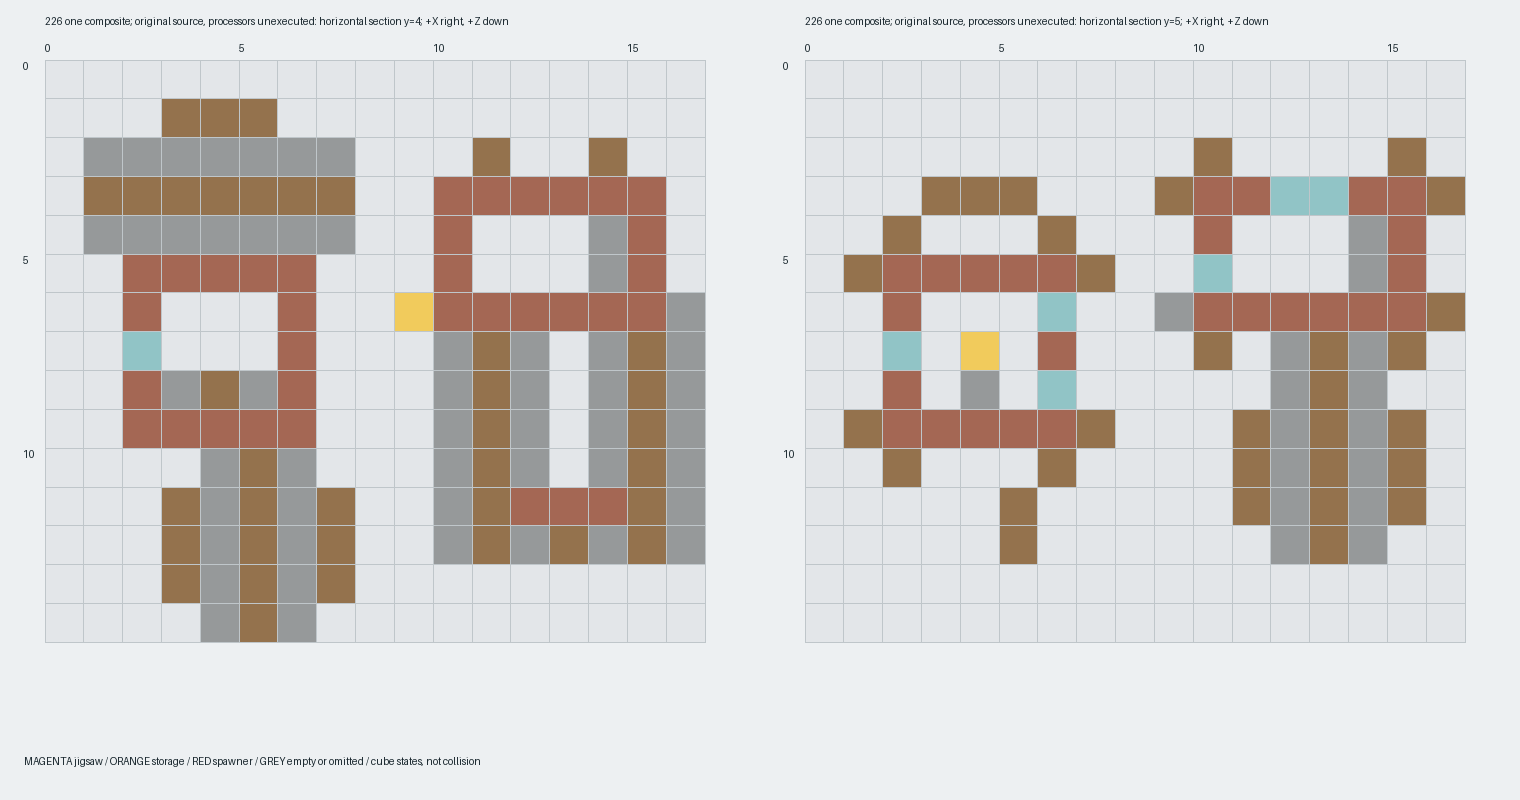 226 one composite; original source, processors unexecuted: horizontal section y=4; +X right, +Z down
0 5 10 15
0
5
10
226 one composite; original source, processors unexecuted: horizontal section y=5; +X right, +Z down
0 5 10 15
0
5
10
MAGENTA jigsaw / ORANGE storage / RED spawner / GREY empty or omitted / cube states, not collision